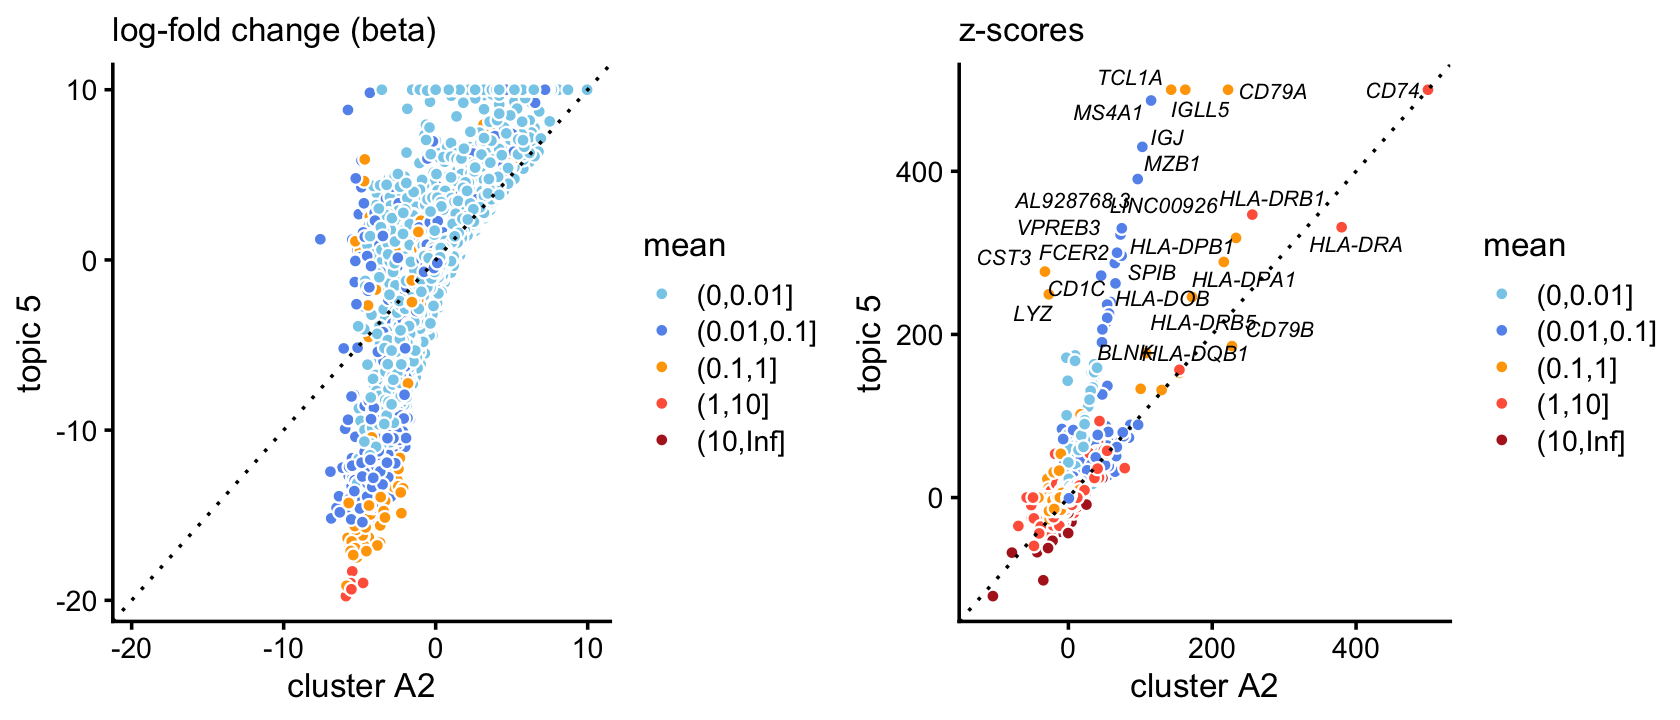 log-fold change (beta)
10
0
-10
-20
-20
-10
0
10
topic 5
cluster A2
mean
(0,0.01]
(0.01,0.1]
(0.1,1]
(1,10]
(10,Inf]
z-scores
400
200
0
0
200
400
topic 5
cluster A2
TCL1A
CD79A
CD74
MS4A1
IGLL5
IGJ
MZB1
AL928768.3
LINC00926
HLA-DRB1
VPREB3
HLA-DRA
CST3
FCER2
HLA-DPB1
SPIB
HLA-DPA1
CD1C
HLA-DOB
LYZ
HLA-DRB5
CD79B
BLNK
HLA-DQB1
mean
(0,0.01]
(0.01,0.1]
(0.1,1]
(1,10]
(10,Inf]